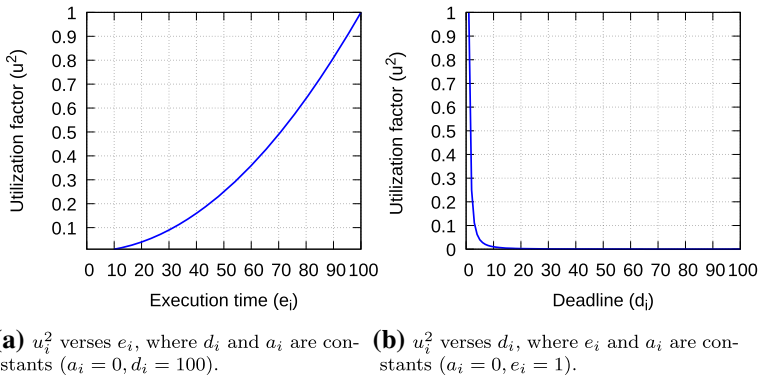 1
0.9
0.8
0.7
0.6
0.5
0.4
0.3
0.2
0.1
Utilization factor (u²)
0 10 20 30 40 50 60 70 80 90 100
Execution time (eᵢ)
1
0.9
0.8
0.7
0.6
0.5
0.4
0.3
0.2
0.1
0
Utilization factor (u²)
0 10 20 30 40 50 60 70 80 90 100
Deadline (dᵢ)
(a) uᵢ² verses eᵢ, where dᵢ and aᵢ are con-
stants (aᵢ = 0, dᵢ = 100).
(b) uᵢ² verses dᵢ, where eᵢ and aᵢ are con-
stants (aᵢ = 0, eᵢ = 1).